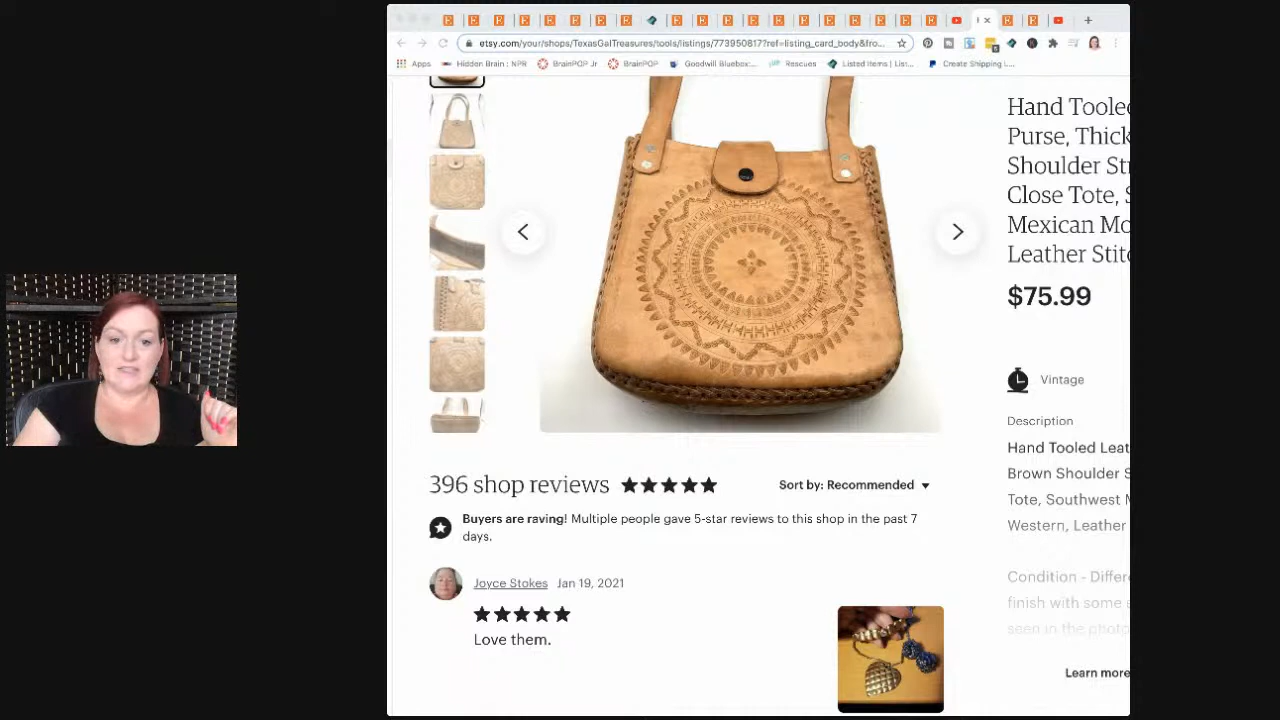 etsy.com/your/shops/TexasGalTreasures/tools/listings/773950817?ref=listing_card_body&fro...
Apps
Hidden Brain : NPR
BrainPOP Jr
BrainPOP
Goodwill Bluebox:...
Rescues
Listed Items | List...
Create Shipping L...
Hand Tooled
Purse, Thick
Shoulder St
Close Tote, S
Mexican Mo
Leather Stit
$75.99
Vintage
Description
Hand Tooled Leat
Brown Shoulder S
Tote, Southwest M
Western, Leather
Condition - Differe
finish with some
seen in the photo
Learn more
396 shop reviews
Sort by: Recommended
Buyers are raving! Multiple people gave 5-star reviews to this shop in the past 7
days.
Joyce Stokes Jan 19, 2021
Love them.